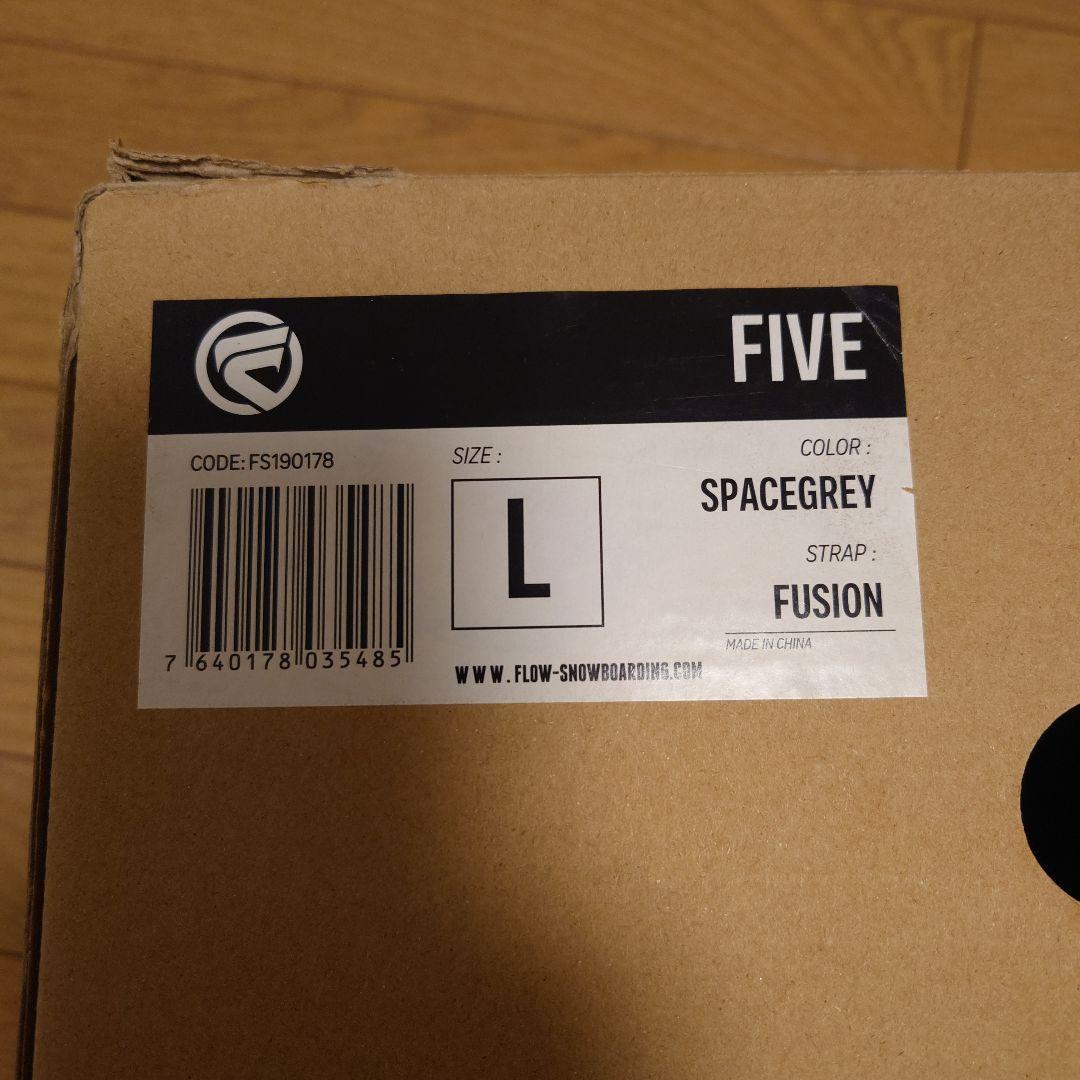 FIVE
CODE: FS190178
7 640178 035485
SIZE :
L
WWW.FLOW-SNOWBOARDING.COM
COLOR :
SPACEGREY
STRAP :
FUSION
MADE IN CHINA